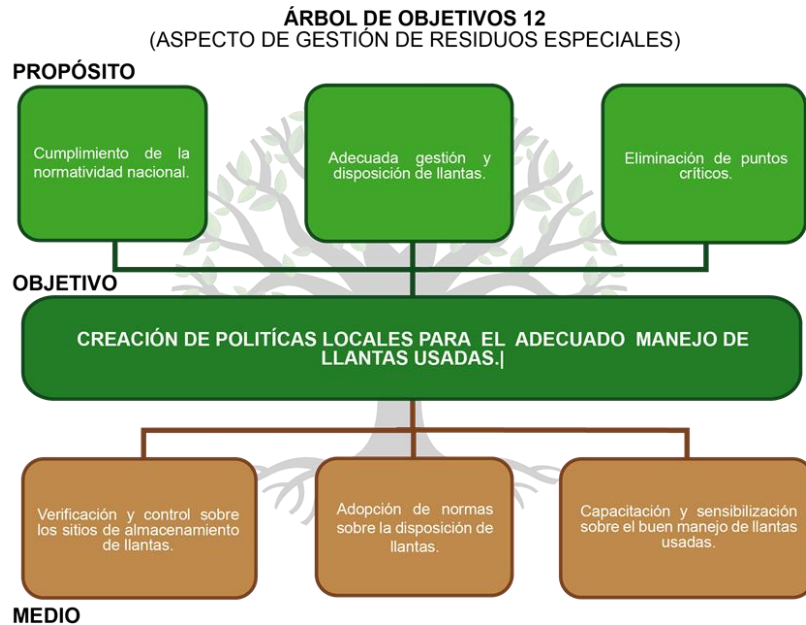 ÁRBOL DE OBJETIVOS 12
(ASPECTO DE GESTIÓN DE RESIDUOS ESPECIALES)
PROPÓSITO
Cumplimiento de la
normatividad nacional.
Adecuada gestión y
disposición de llantas.
Eliminación de puntos
críticos.
OBJETIVO
CREACIÓN DE POLITÍCAS LOCALES PARA EL ADECUADO MANEJO DE
LLANTAS USADAS.|
Verificación y control sobre
los sitios de almacenamiento
de llantas.
Adopción de normas
sobre la disposición de
llantas.
Capacitación y sensibilización
sobre el buen manejo de llantas
usadas.
MEDIO